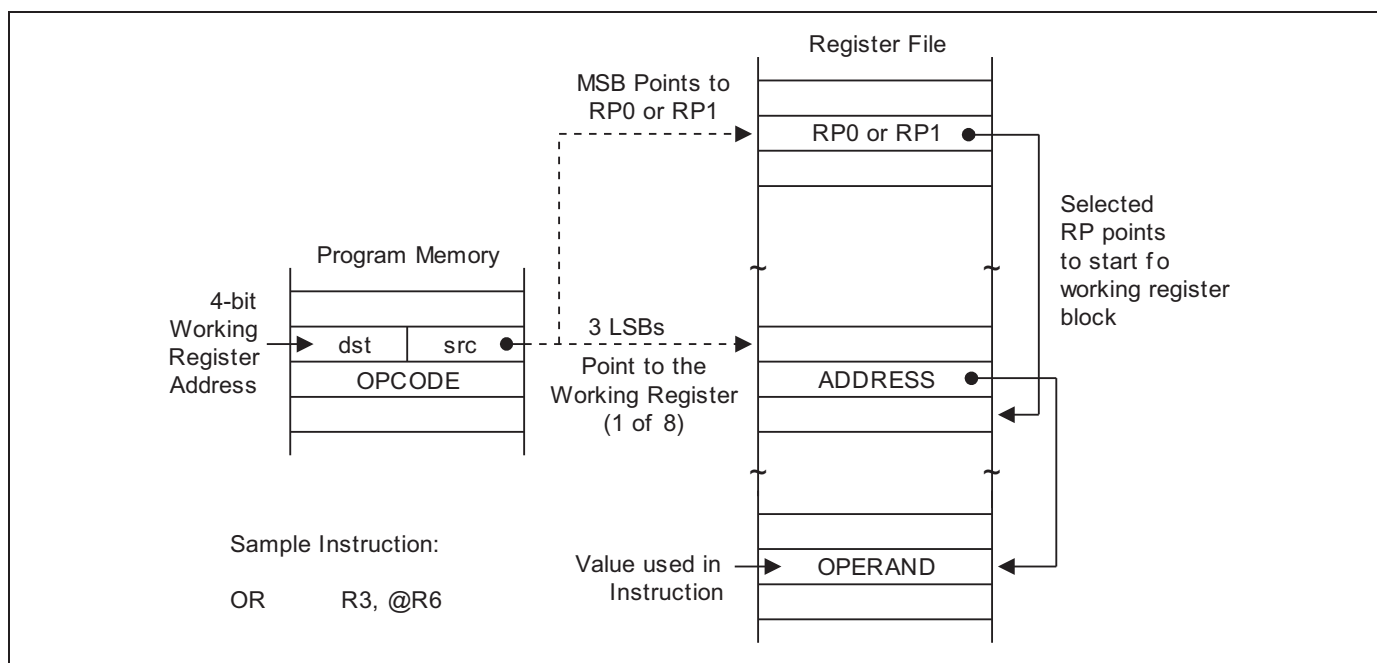 Register File
MSB Points to
RP0 or RP1
RP0 or RP1
Selected
RP points
to start fo
working register
block
Program Memory
4-bit
Working
Register
Address
dst src
OPCODE
3 LSBs
Point to the
Working Register
(1 of 8)
ADDRESS
Sample Instruction:
OR R3, @R6
Value used in
Instruction
OPERAND